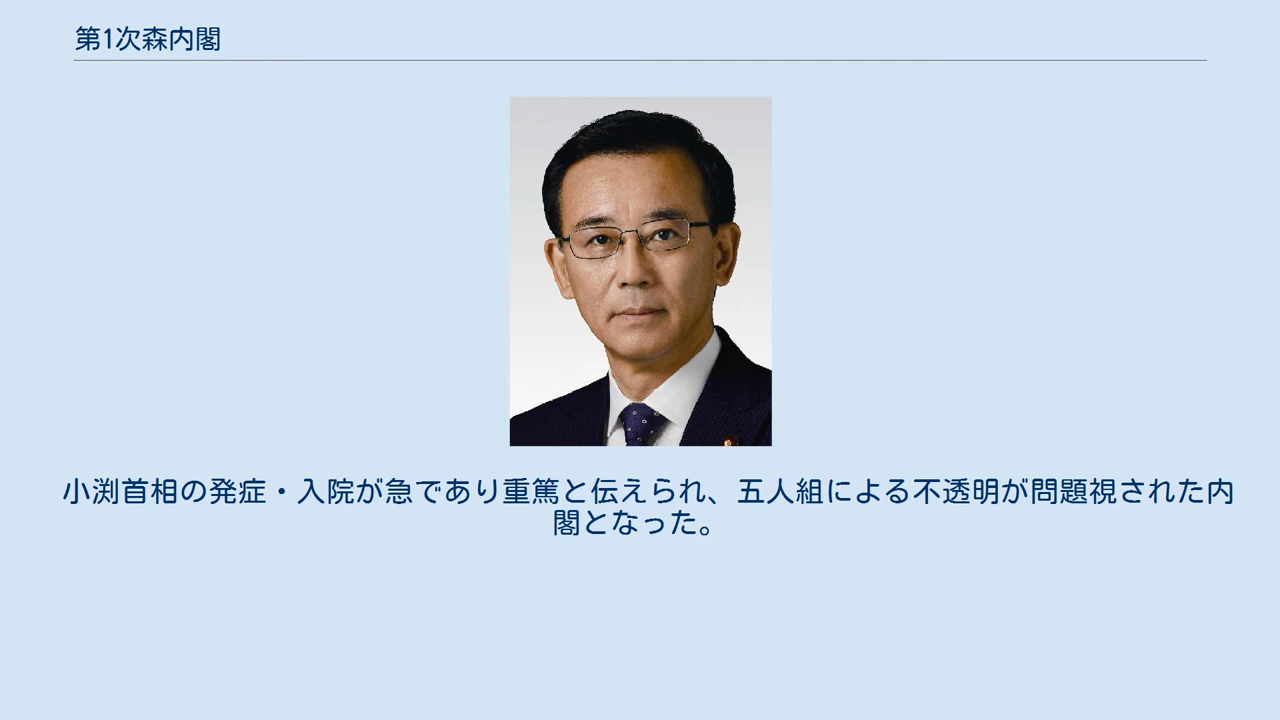 第1次森内閣
小渕首相の発症・入院が急であり重篤と伝えられ、五人組による不透明が問題視された内
閣となった。